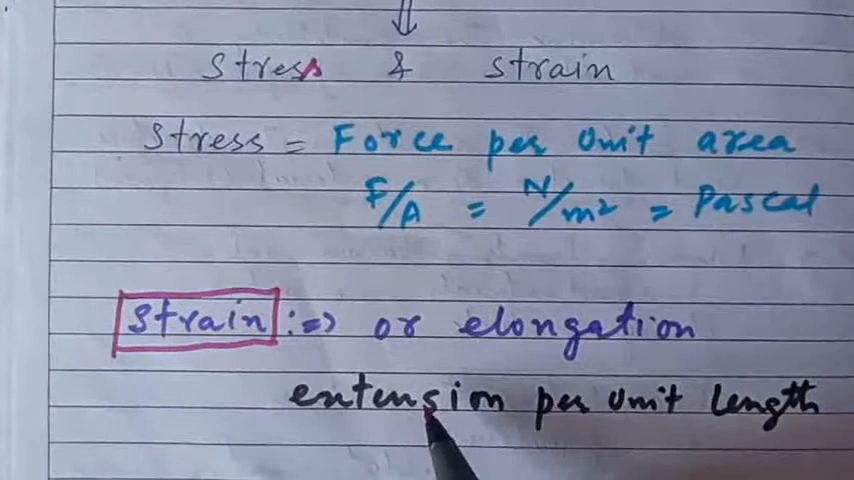 Stress & strain
Stress = Force per Unit area
F/A = N/m² = Pascal
Strain :=> or elongation
extension per Unit length